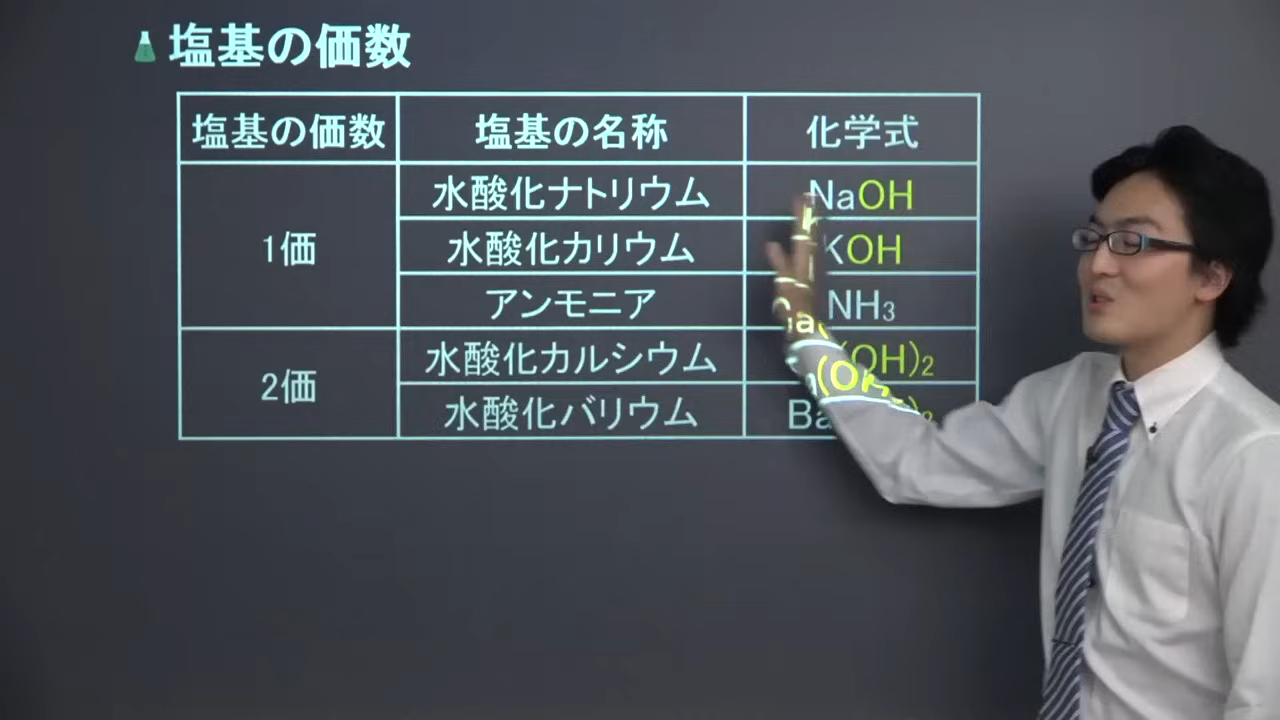 塩基の価数
塩基の価数 塩基の名称 化学式
1価
水酸化ナトリウム NaOH
水酸化カリウム KOH
アンモニア NH₃
2価
水酸化カルシウム (OH)₂
水酸化バリウム Ba